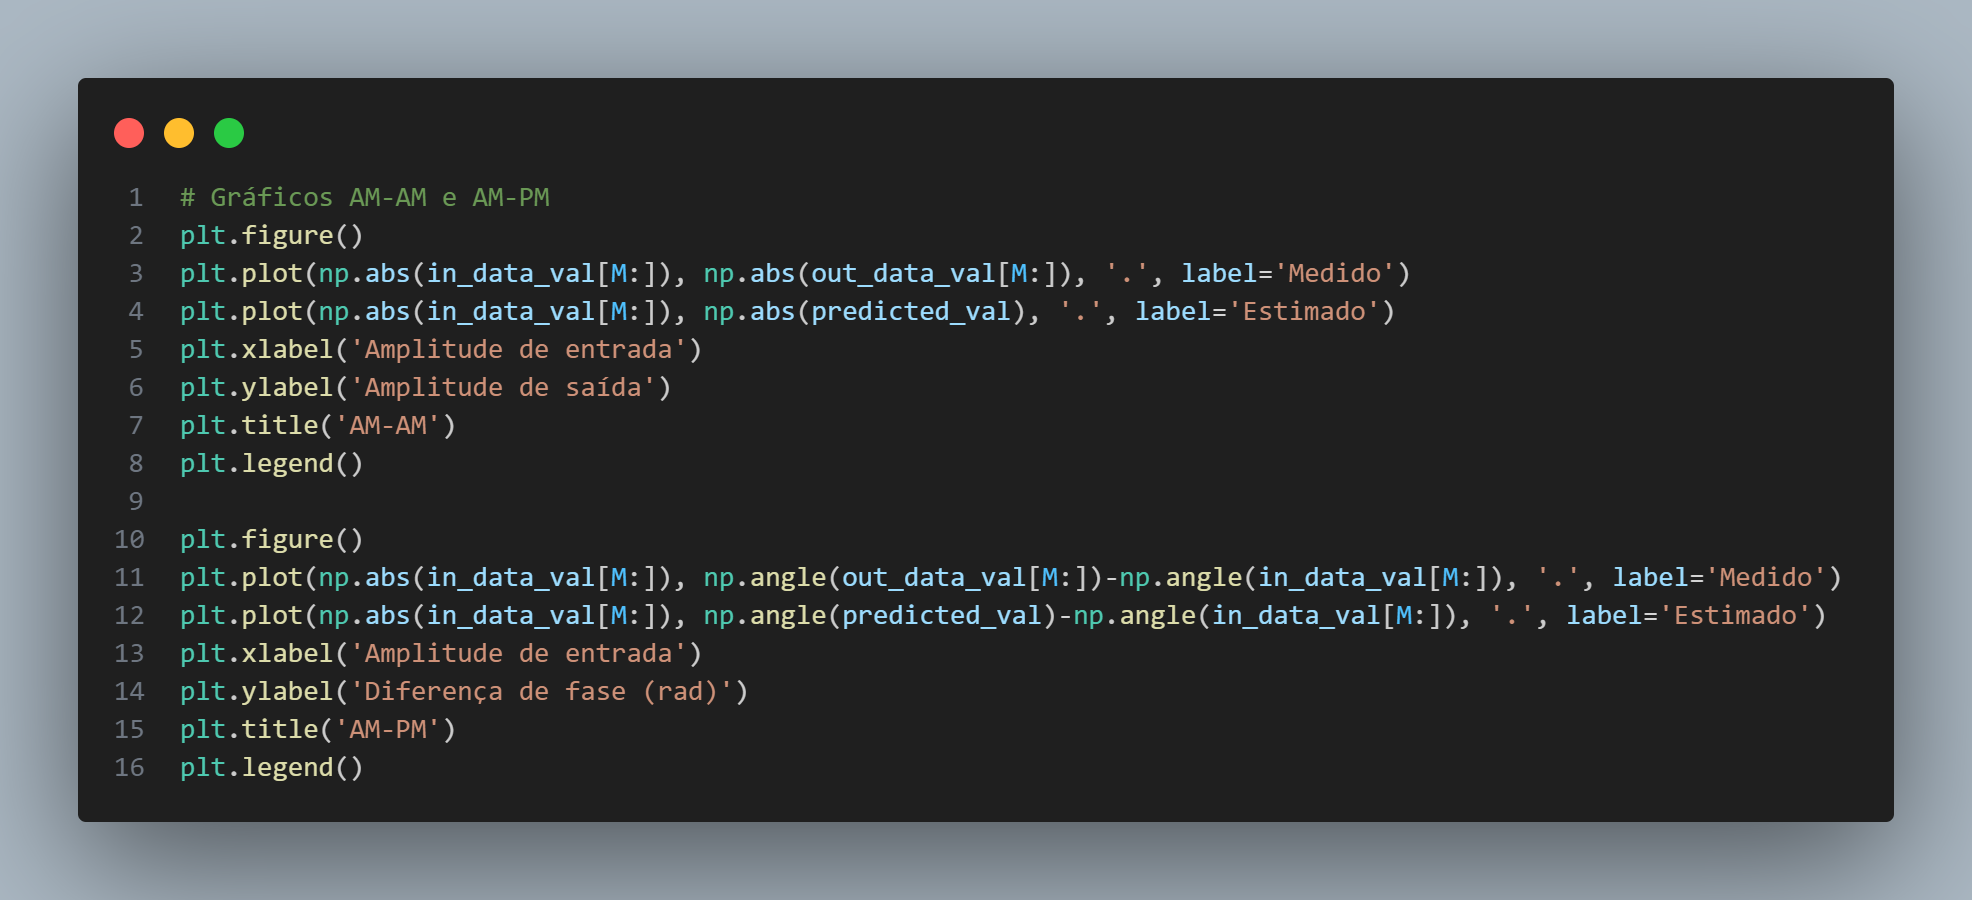 1 # Gráficos AM-AM e AM-PM
2 plt.figure()
3 plt.plot(np.abs(in_data_val[M:]), np.abs(out_data_val[M:]), '.', label='Medido')
4 plt.plot(np.abs(in_data_val[M:]), np.abs(predicted_val), '.', label='Estimado')
5 plt.xlabel('Amplitude de entrada')
6 plt.ylabel('Amplitude de saída')
7 plt.title('AM-AM')
8 plt.legend()
9
10 plt.figure()
11 plt.plot(np.abs(in_data_val[M:]), np.angle(out_data_val[M:])-np.angle(in_data_val[M:]), '.', label='Medido')
12 plt.plot(np.abs(in_data_val[M:]), np.angle(predicted_val)-np.angle(in_data_val[M:]), '.', label='Estimado')
13 plt.xlabel('Amplitude de entrada')
14 plt.ylabel('Diferença de fase (rad)')
15 plt.title('AM-PM')
16 plt.legend()